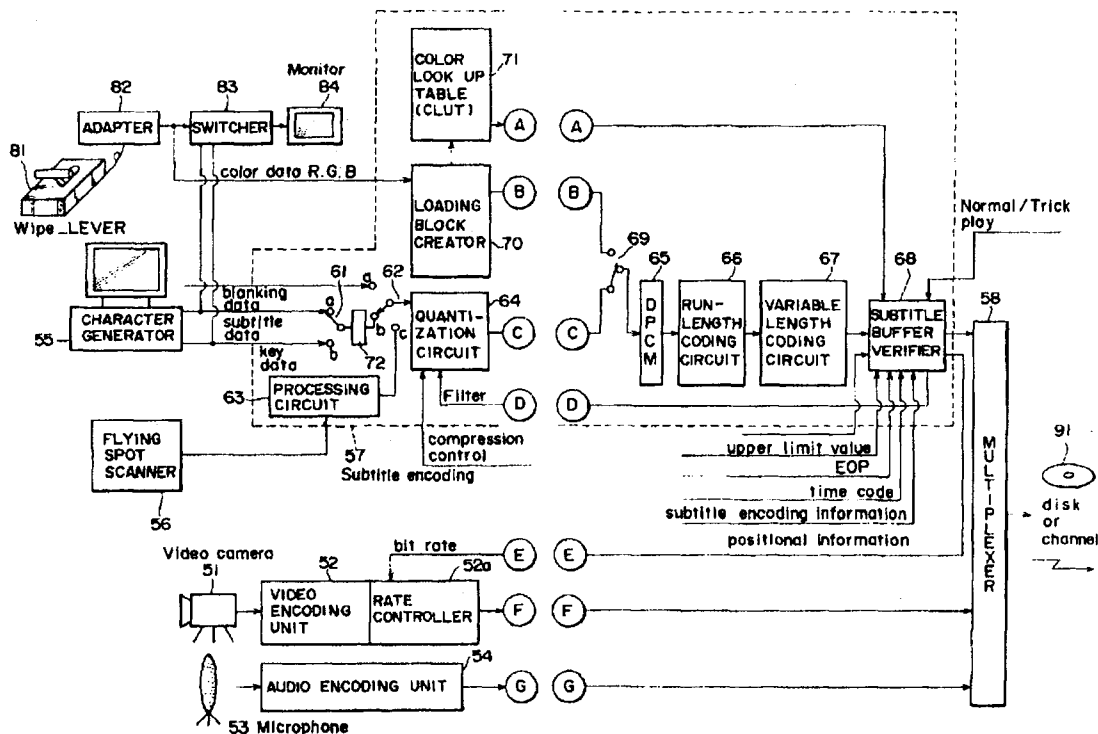 Monitor
82
83
84
ADAPTER
SWITCHER
COLOR
LOOK UP
TABLE
(CLUT)
71
A
A
81
Wipe_LEVER
color data R.G.B
LOADING
BLOCK
CREATOR
70
B
B
Normal/Trick
play
69
65
66
67
68
58
blanking
data
a
61
62
64
CHARACTER
GENERATOR
55
subtitle
data
a
b
c
b
key
data
72
QUANTI-
ZATION
CIRCUIT
C
C
DPCM
RUN-
LENGTH
CODING
CIRCUIT
VARIABLE
LENGTH
CODING
CIRCUIT
SUBTITLE
BUFFER
VERIFIER
63
PROCESSING
CIRCUIT
Filter
D
D
FLYING
SPOT
SCANNER
56
57
Subtitle encoding
compression
control
upper limit value
EOP
time code
subtitle encoding information
positional information
MULTIPLEXER
91
disk
or
channel
Video camera
51
52
52a
bit rate
E
E
VIDEO
ENCODING
UNIT
RATE
CONTROLLER
F
F
54
AUDIO ENCODING UNIT
G
G
53 Microphone